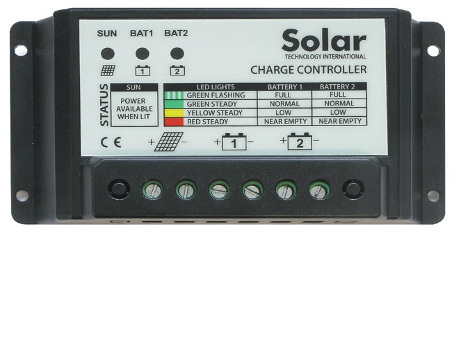 SUN BAT1 BAT2
Solar
TECHNOLOGY INTERNATIONAL
1 2
CHARGE CONTROLLER
STATUS
SUN LED LIGHTS BATTERY 1 BATTERY 2
POWER AVAILABLE WHEN LIT
GREEN FLASHING FULL FULL
GREEN STEADY NORMAL NORMAL
YELLOW STEADY LOW LOW
RED STEADY NEAR EMPTY NEAR EMPTY
CE + - + 1 - + 2 -